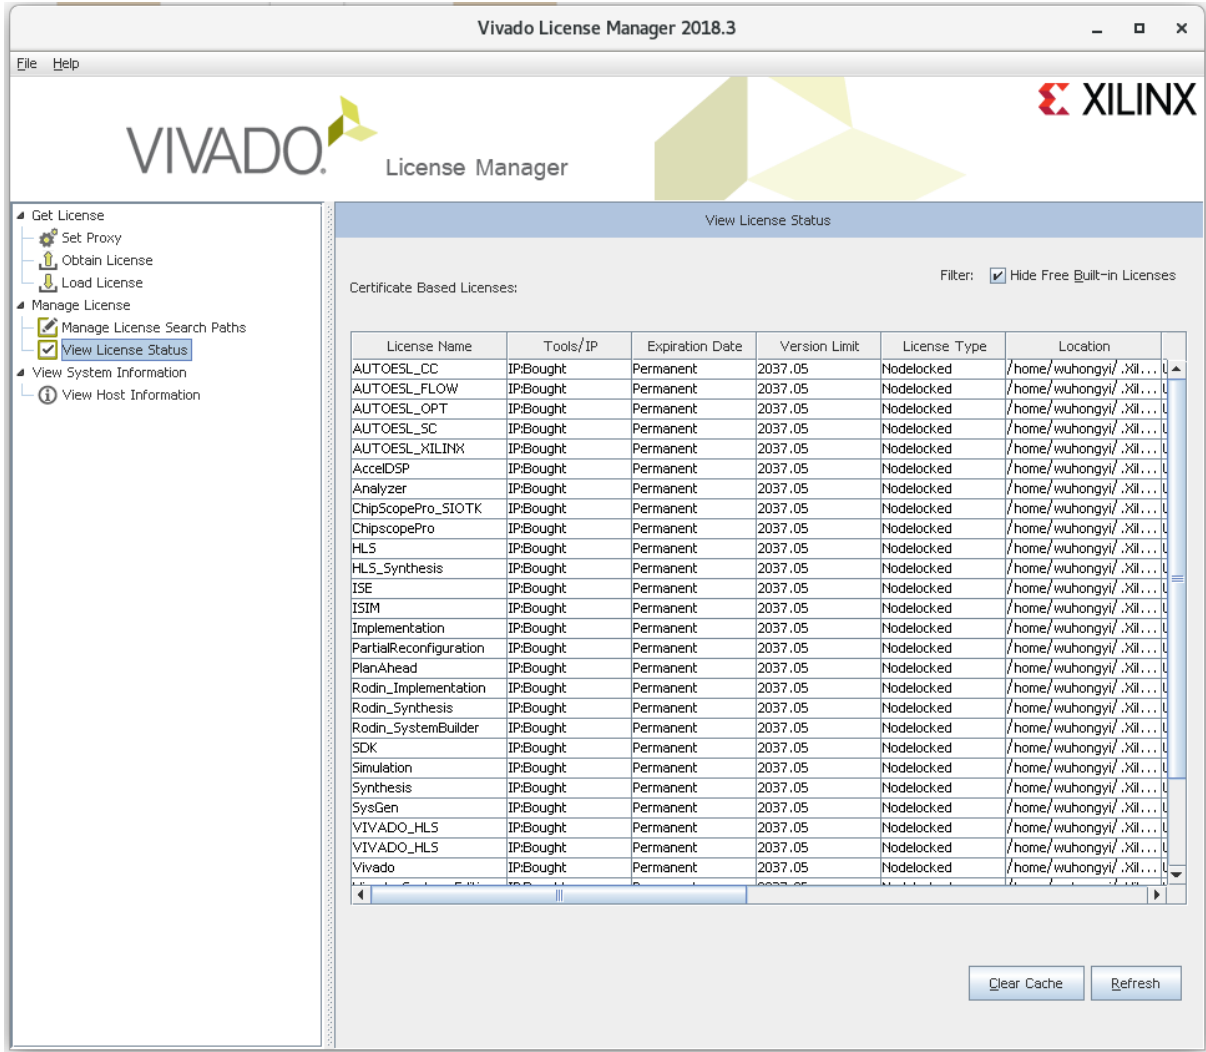 Vivado License Manager 2018.3
File Help
VIVADO. License Manager
XILINX
Get License
Set Proxy
Obtain License
Load License
Manage License
Manage License Search Paths
View License Status
View System Information
View Host Information
View License Status
Filter: Hide Free Built-in Licenses
Certificate Based Licenses:
License Name Tools/IP Expiration Date Version Limit License Type Location
AUTOESL_CC IP:Bought Permanent 2037.05 Nodelocked /home/wuhongyi/.Xil...
AUTOESL_FLOW IP:Bought Permanent 2037.05 Nodelocked /home/wuhongyi/.Xil...
AUTOESL_OPT IP:Bought Permanent 2037.05 Nodelocked /home/wuhongyi/.Xil...
AUTOESL_SC IP:Bought Permanent 2037.05 Nodelocked /home/wuhongyi/.Xil...
AUTOESL_XILINX IP:Bought Permanent 2037.05 Nodelocked /home/wuhongyi/.Xil...
AccelDSP IP:Bought Permanent 2037.05 Nodelocked /home/wuhongyi/.Xil...
Analyzer IP:Bought Permanent 2037.05 Nodelocked /home/wuhongyi/.Xil...
ChipScopePro_SIOTK IP:Bought Permanent 2037.05 Nodelocked /home/wuhongyi/.Xil...
ChipscopePro IP:Bought Permanent 2037.05 Nodelocked /home/wuhongyi/.Xil...
HLS IP:Bought Permanent 2037.05 Nodelocked /home/wuhongyi/.Xil...
HLS_Synthesis IP:Bought Permanent 2037.05 Nodelocked /home/wuhongyi/.Xil...
ISE IP:Bought Permanent 2037.05 Nodelocked /home/wuhongyi/.Xil...
ISIM IP:Bought Permanent 2037.05 Nodelocked /home/wuhongyi/.Xil...
Implementation IP:Bought Permanent 2037.05 Nodelocked /home/wuhongyi/.Xil...
PartialReconfiguration IP:Bought Permanent 2037.05 Nodelocked /home/wuhongyi/.Xil...
PlanAhead IP:Bought Permanent 2037.05 Nodelocked /home/wuhongyi/.Xil...
Rodin_Implementation IP:Bought Permanent 2037.05 Nodelocked /home/wuhongyi/.Xil...
Rodin_Synthesis IP:Bought Permanent 2037.05 Nodelocked /home/wuhongyi/.Xil...
Rodin_SystemBuilder IP:Bought Permanent 2037.05 Nodelocked /home/wuhongyi/.Xil...
SDK IP:Bought Permanent 2037.05 Nodelocked /home/wuhongyi/.Xil...
Simulation IP:Bought Permanent 2037.05 Nodelocked /home/wuhongyi/.Xil...
Synthesis IP:Bought Permanent 2037.05 Nodelocked /home/wuhongyi/.Xil...
SysGen IP:Bought Permanent 2037.05 Nodelocked /home/wuhongyi/.Xil...
VIVADO_HLS IP:Bought Permanent 2037.05 Nodelocked /home/wuhongyi/.Xil...
VIVADO_HLS IP:Bought Permanent 2037.05 Nodelocked /home/wuhongyi/.Xil...
Vivado IP:Bought Permanent 2037.05 Nodelocked /home/wuhongyi/.Xil...
Clear Cache Refresh